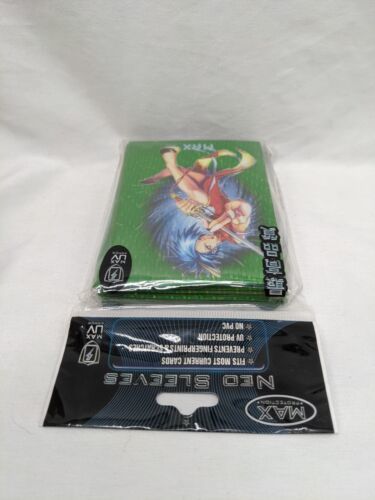 MAX
PROTECTION
NEO SLEEVES
★ FITS MOST CURRENT CARDS
★ PREVENTS FINGERPRINTS & SCRATCHES
★ UV PROTECTION
★ NO PVC
MAX
UV
MAX
UV
MAX